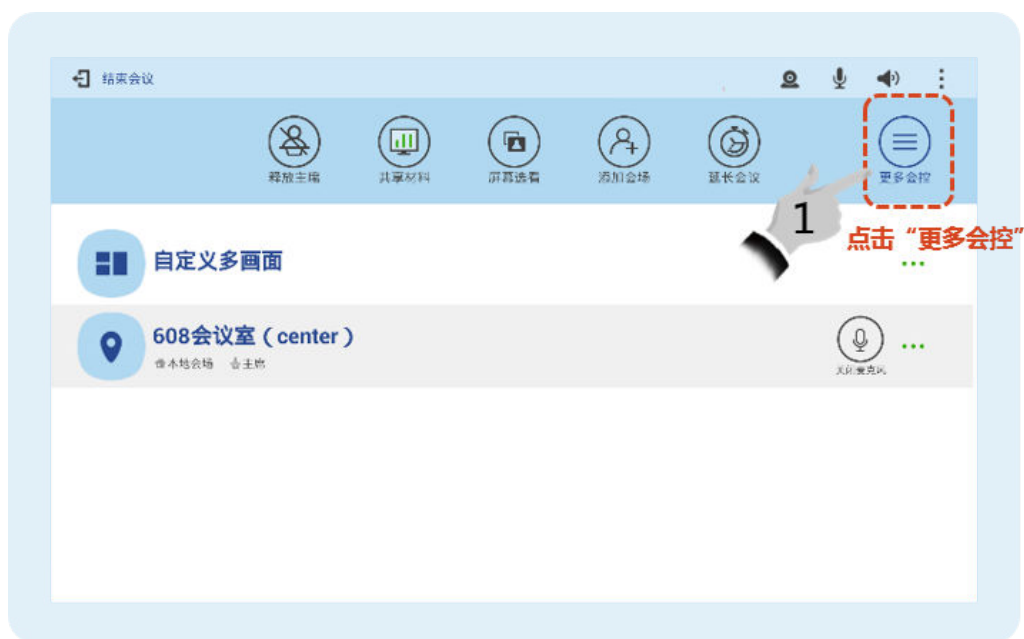 结束会议
释放主席 共享材料 屏幕选看 添加会场 延长会议 更多会控
1
点击“更多会控”
自定义多画面
608会议室（center）
本地会场 主席
关闭麦克风